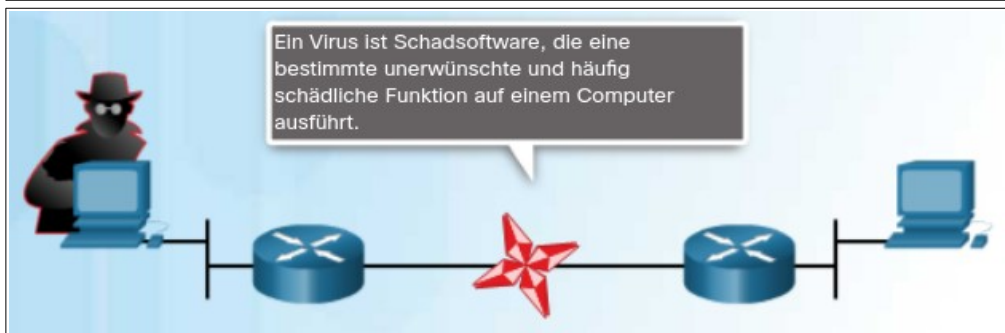 Ein Virus ist Schadsoftware, die eine
bestimmte unerwünschte und häufig
schädliche Funktion auf einem Computer
ausführt.